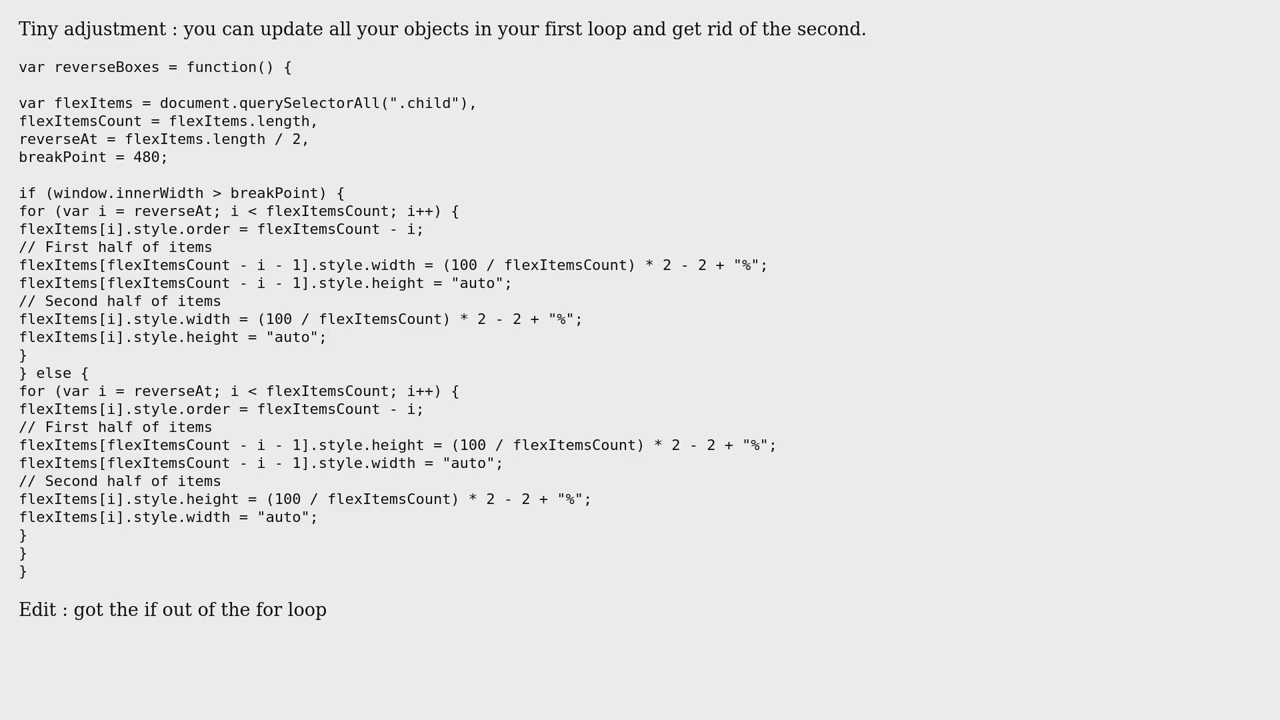 Tiny adjustment : you can update all your objects in your first loop and get rid of the second.
var reverseBoxes = function() {
var flexItems = document.querySelectorAll(".child"),
flexItemsCount = flexItems.length,
reverseAt = flexItems.length / 2,
breakPoint = 480;
if (window.innerWidth > breakPoint) {
for (var i = reverseAt; i < flexItemsCount; i++) {
flexItems[i].style.order = flexItemsCount - i;
// First half of items
flexItems[flexItemsCount - i - 1].style.width = (100 / flexItemsCount) * 2 - 2 + "%";
flexItems[flexItemsCount - i - 1].style.height = "auto";
// Second half of items
flexItems[i].style.width = (100 / flexItemsCount) * 2 - 2 + "%";
flexItems[i].style.height = "auto";
}
} else {
for (var i = reverseAt; i < flexItemsCount; i++) {
flexItems[i].style.order = flexItemsCount - i;
// First half of items
flexItems[flexItemsCount - i - 1].style.height = (100 / flexItemsCount) * 2 - 2 + "%";
flexItems[flexItemsCount - i - 1].style.width = "auto";
// Second half of items
flexItems[i].style.height = (100 / flexItemsCount) * 2 - 2 + "%";
flexItems[i].style.width = "auto";
}
}
}
Edit : got the if out of the for loop